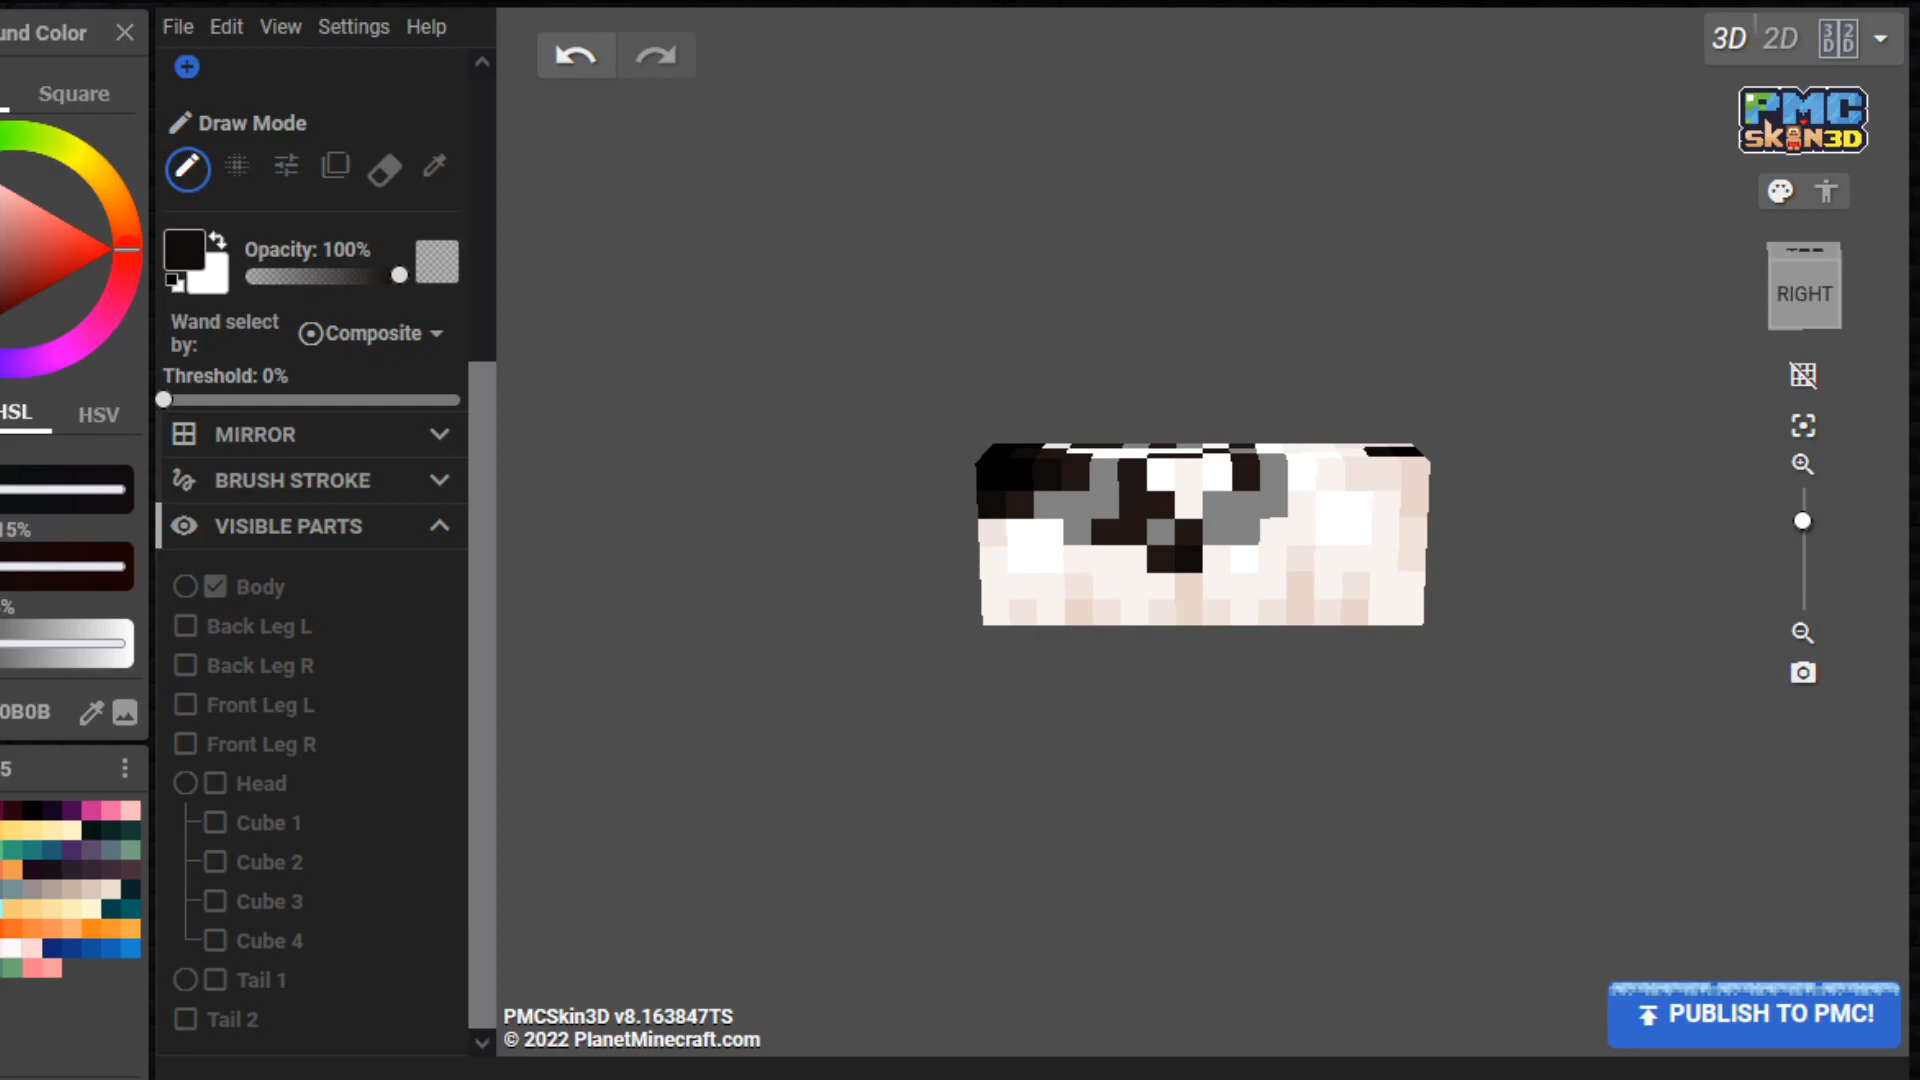 und Color
Square
HSL
HSV
15%
%
0B0B
5
File Edit View Settings Help
Draw Mode
Opacity: 100%
Wand select by:
Composite
Threshold: 0%
MIRROR
BRUSH STROKE
VISIBLE PARTS
Body
Back Leg L
Back Leg R
Front Leg L
Front Leg R
Head
Cube 1
Cube 2
Cube 3
Cube 4
Tail 1
Tail 2
3D 2D 3D 2D
PMC
SKIN3D
RIGHT
PMCSkin3D v8.163847TS
© 2022 PlanetMinecraft.com
PUBLISH TO PMC!